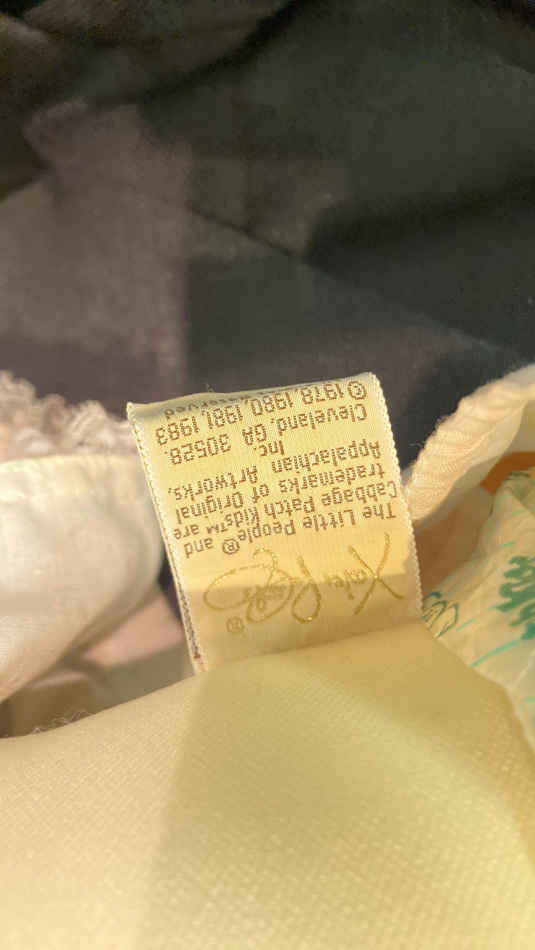 Xavier Roberts ®
The Little People® and
Cabbage Patch Kids™ are
trademarks of Original
Appalachian Artworks,
Inc.
Cleveland, GA 30528.
©1978,1980,1981,1983
Reserved